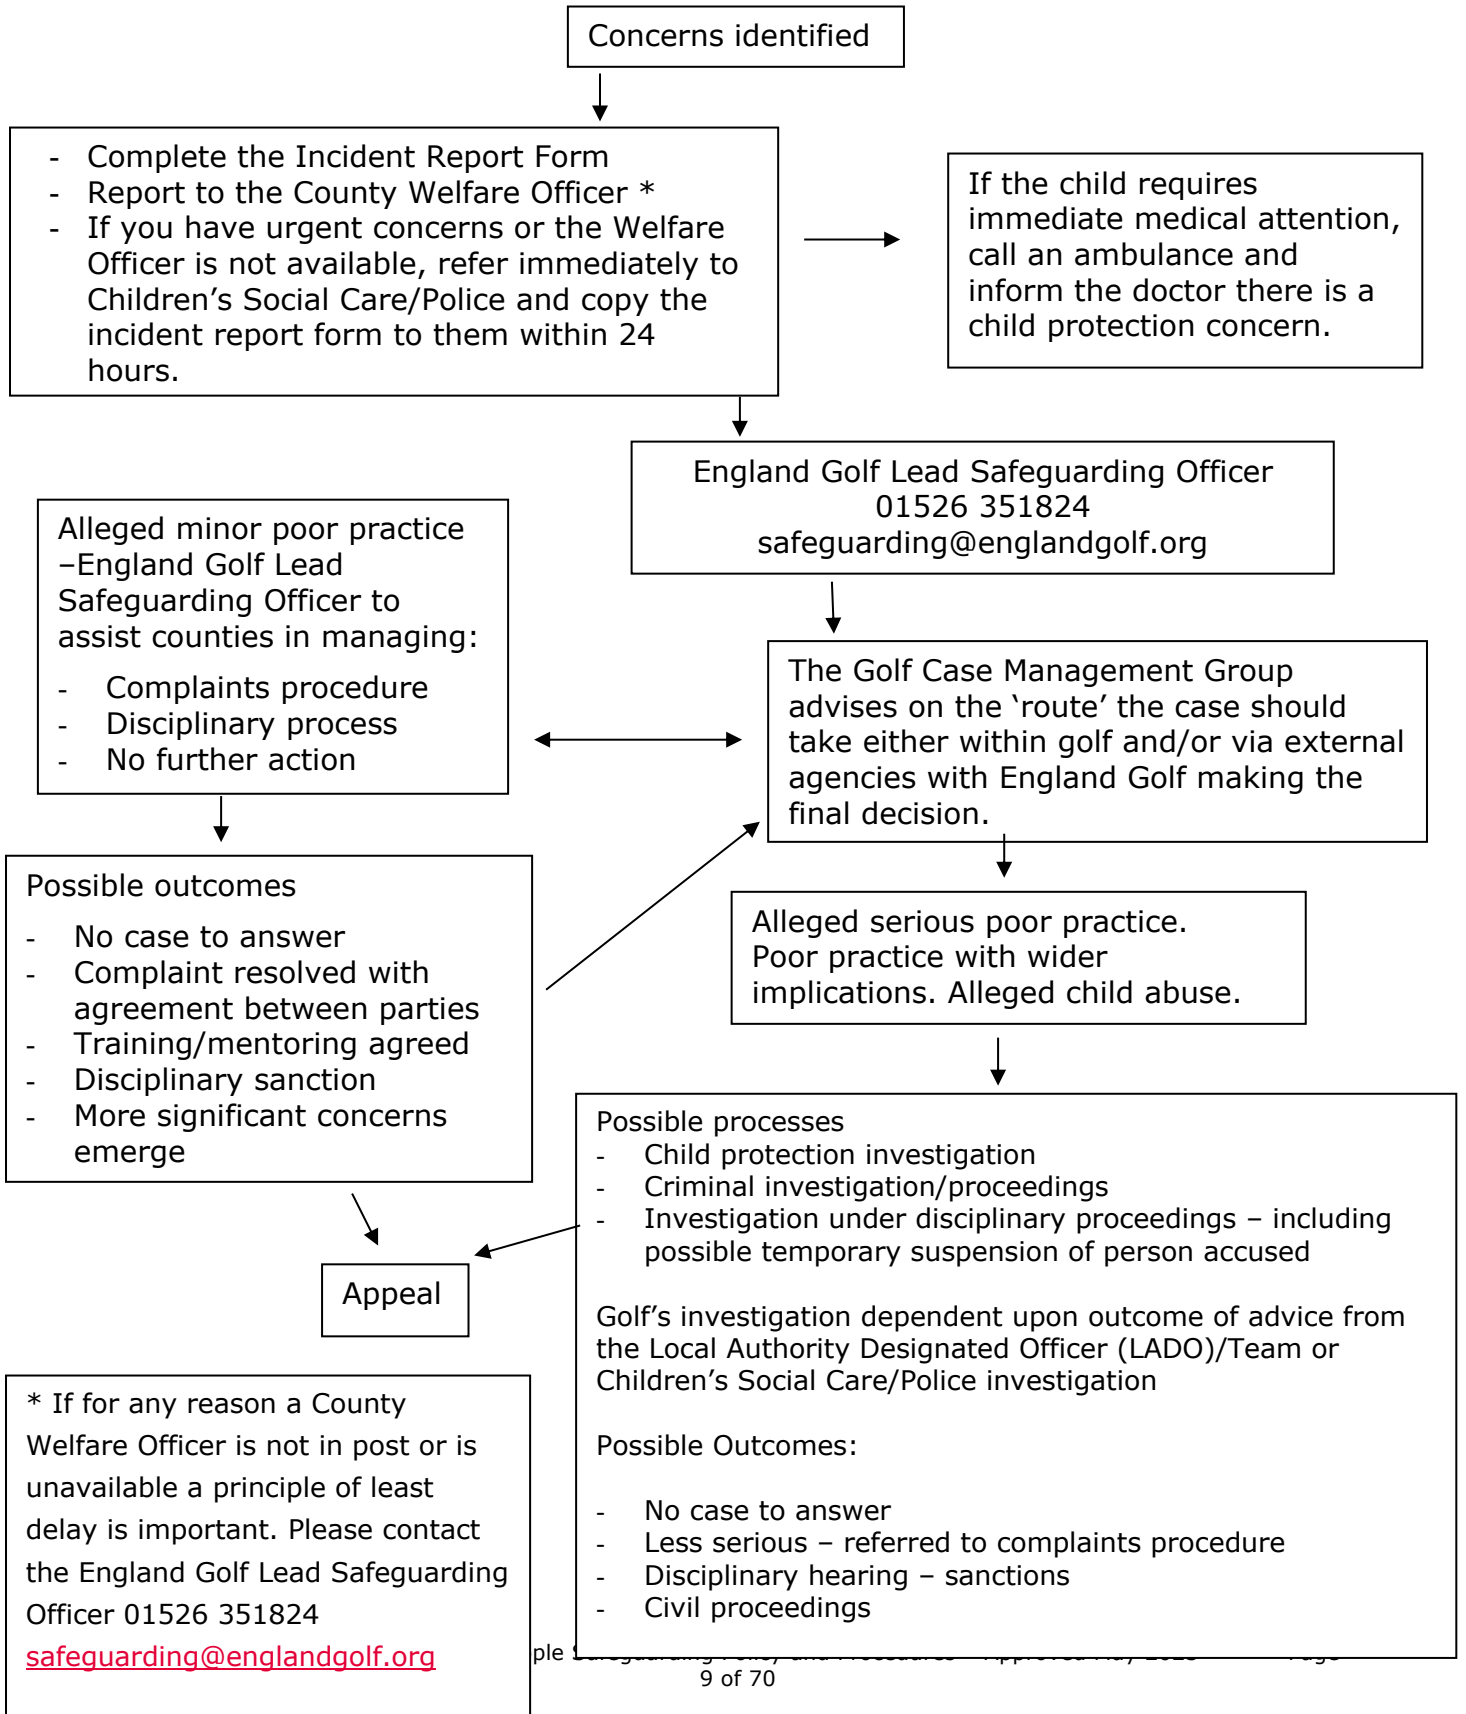 Concerns identified
- Complete the Incident Report Form
- Report to the County Welfare Officer *
- If you have urgent concerns or the Welfare
Officer is not available, refer immediately to
Children’s Social Care/Police and copy the
incident report form to them within 24
hours.
If the child requires
immediate medical attention,
call an ambulance and
inform the doctor there is a
child protection concern.
England Golf Lead Safeguarding Officer
01526 351824
safeguarding@englandgolf.org
Alleged minor poor practice
–England Golf Lead
Safeguarding Officer to
assist counties in managing:
- Complaints procedure
- Disciplinary process
- No further action
The Golf Case Management Group
advises on the ‘route’ the case should
take either within golf and/or via external
agencies with England Golf making the
final decision.
Possible outcomes
- No case to answer
- Complaint resolved with
agreement between parties
- Training/mentoring agreed
- Disciplinary sanction
- More significant concerns
emerge
Alleged serious poor practice.
Poor practice with wider
implications. Alleged child abuse.
Possible processes
- Child protection investigation
- Criminal investigation/proceedings
- Investigation under disciplinary proceedings – including
possible temporary suspension of person accused
Golf’s investigation dependent upon outcome of advice from
the Local Authority Designated Officer (LADO)/Team or
Children’s Social Care/Police investigation
Possible Outcomes:
- No case to answer
- Less serious – referred to complaints procedure
- Disciplinary hearing – sanctions
- Civil proceedings
Appeal
* If for any reason a County
Welfare Officer is not in post or is
unavailable a principle of least
delay is important. Please contact
the England Golf Lead Safeguarding
Officer 01526 351824
safeguarding@englandgolf.org
ple Safeguarding Policy and Procedures
9 of 70